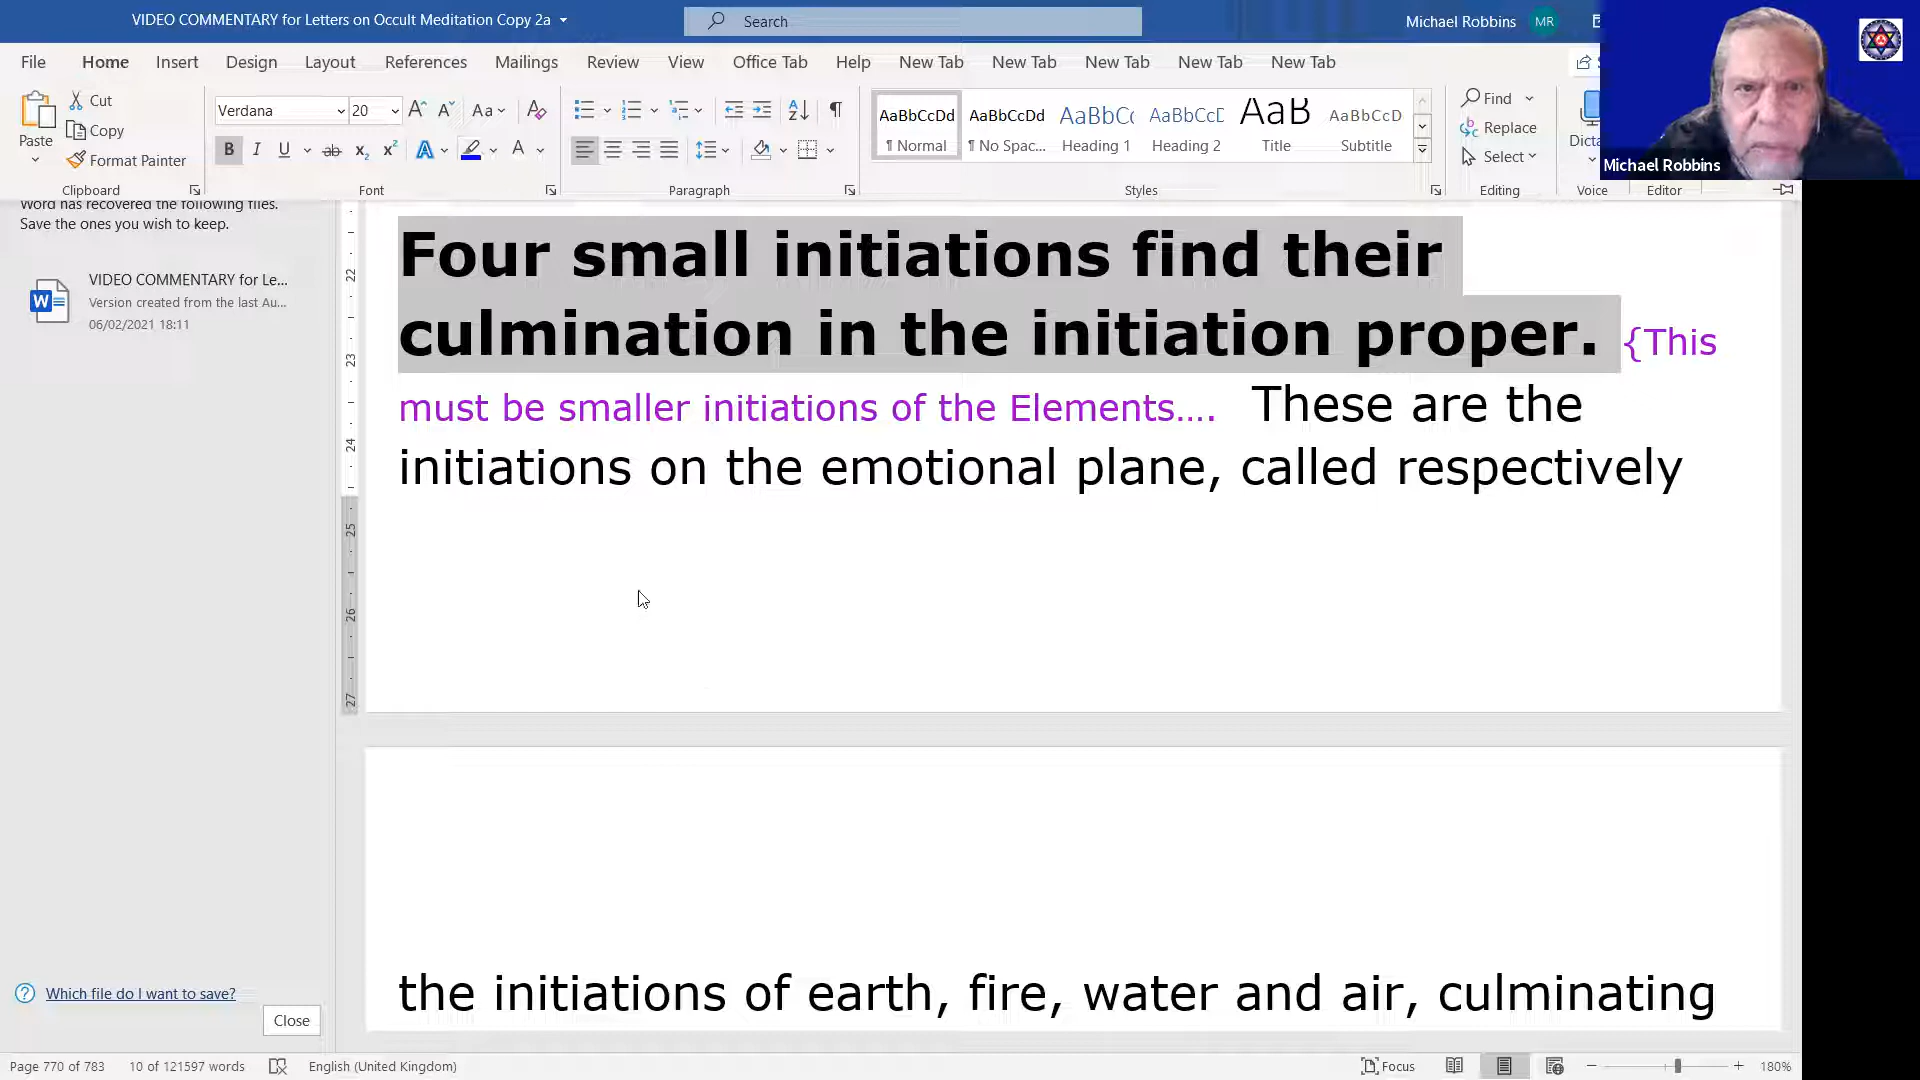 VIDEO COMMENTARY for Letters on Occult Meditation Copy 2a
Search
Michael Robbins
MR
File
Home
Insert
Design
Layout
References
Mailings
Review
View
Office Tab
Help
New Tab
New Tab
New Tab
New Tab
New Tab
Paste
Cut
Copy
Format Painter
Clipboard
Verdana
20
Font
Paragraph
AaBbCcDd
¶ Normal
AaBbCcDd
¶ No Spac...
AaBbCc
Heading 1
AaBbCcD
Heading 2
AaB
Title
AaBbCcD
Subtitle
Styles
Find
Replace
Select
Editing
Dicta
Voice
Editor
Michael Robbins
Word has recovered the following files.
Save the ones you wish to keep.
VIDEO COMMENTARY for Le...
Version created from the last Au...
06/02/2021 18:11
22
23
24
25
26
27
Four small initiations find their
culmination in the initiation proper. {This
must be smaller initiations of the Elements.... These are the
initiations on the emotional plane, called respectively
the initiations of earth, fire, water and air, culminating
Which file do I want to save?
Close
Page 770 of 783
10 of 121597 words
English (United Kingdom)
Focus
180%